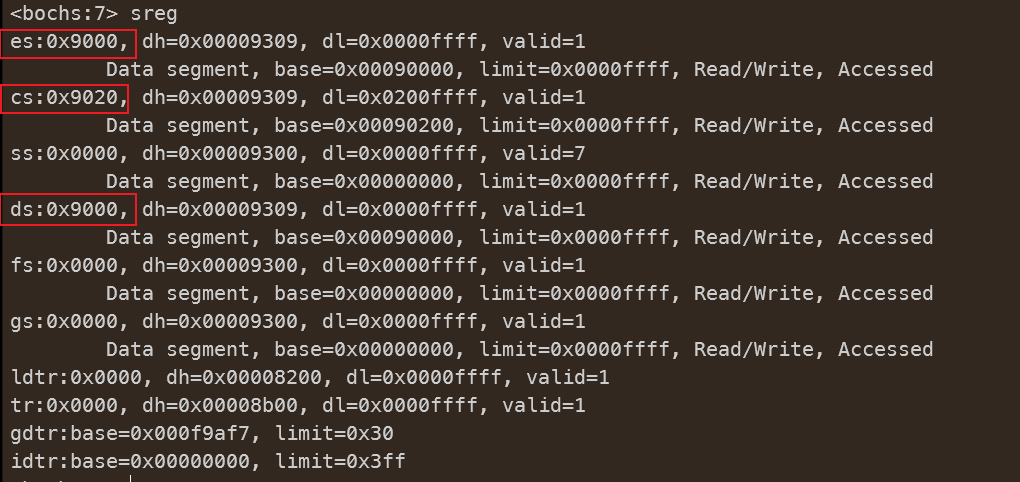 <bochs:7> sreg
es:0x9000, dh=0x00009309, dl=0x0000ffff, valid=1
        Data segment, base=0x00090000, limit=0x0000ffff, Read/Write, Accessed
cs:0x9020, dh=0x00009309, dl=0x0200ffff, valid=1
        Data segment, base=0x00090200, limit=0x0000ffff, Read/Write, Accessed
ss:0x0000, dh=0x00009300, dl=0x0000ffff, valid=7
        Data segment, base=0x00000000, limit=0x0000ffff, Read/Write, Accessed
ds:0x9000, dh=0x00009309, dl=0x0000ffff, valid=1
        Data segment, base=0x00090000, limit=0x0000ffff, Read/Write, Accessed
fs:0x0000, dh=0x00009300, dl=0x0000ffff, valid=1
        Data segment, base=0x00000000, limit=0x0000ffff, Read/Write, Accessed
gs:0x0000, dh=0x00009300, dl=0x0000ffff, valid=1
        Data segment, base=0x00000000, limit=0x0000ffff, Read/Write, Accessed
ldtr:0x0000, dh=0x00008200, dl=0x0000ffff, valid=1
tr:0x0000, dh=0x00008b00, dl=0x0000ffff, valid=1
gdtr:base=0x000f9af7, limit=0x30
idtr:base=0x00000000, limit=0x3ff